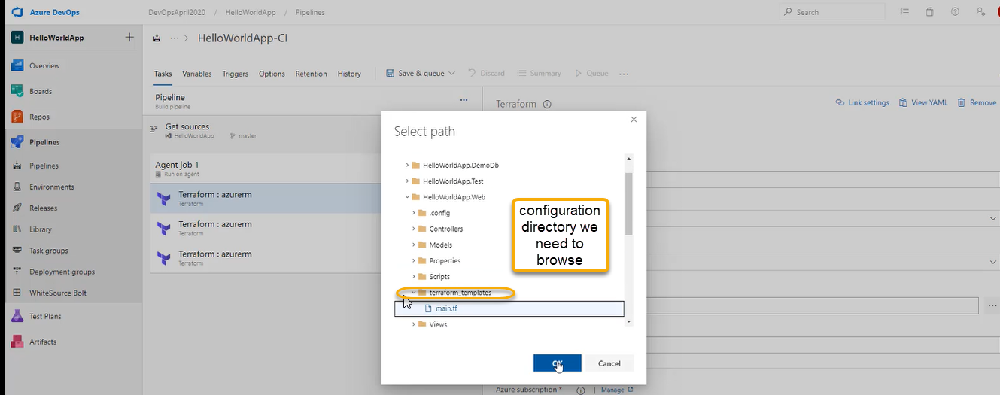 Azure DevOps
DevOpsApril2020 / HelloWorldApp / Pipelines
Search
H HelloWorldApp +
... > HelloWorldApp-CI
Overview
Boards
Repos
Pipelines
Pipelines
Environments
Releases
Library
Task groups
Deployment groups
WhiteSource Bolt
Test Plans
Artifacts
Tasks Variables Triggers Options Retention History Save & queue Discard Summary Queue ...
Pipeline ...
Build pipeline
Get sources
HelloWorldApp master
Agent job 1
Run on agent
Terraform : azurerm
Terraform
Terraform : azurerm
Terraform
Terraform : azurerm
Terraform
Terraform
Link settings View YAML Remove
Select path
HelloWorldApp.DemoDb
HelloWorldApp.Test
HelloWorldApp.Web
.config
Controllers
Models
Properties
Scripts
terraform_templates
main.tf
Views
configuration
directory we
need to
browse
OK Cancel
...
Azure subscription * | Manage